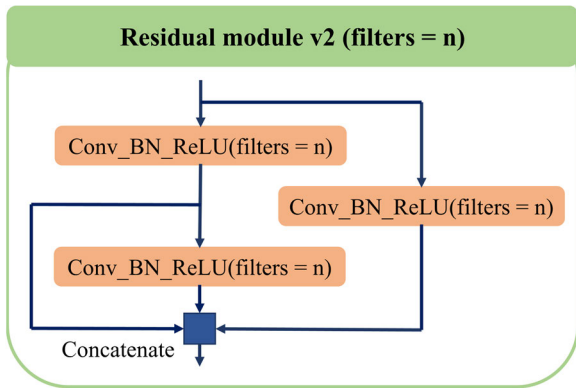 Residual module v2 (filters = n)
Conv_BN_ReLU(filters = n)
Conv_BN_ReLU(filters = n)
Conv_BN_ReLU(filters = n)
Concatenate